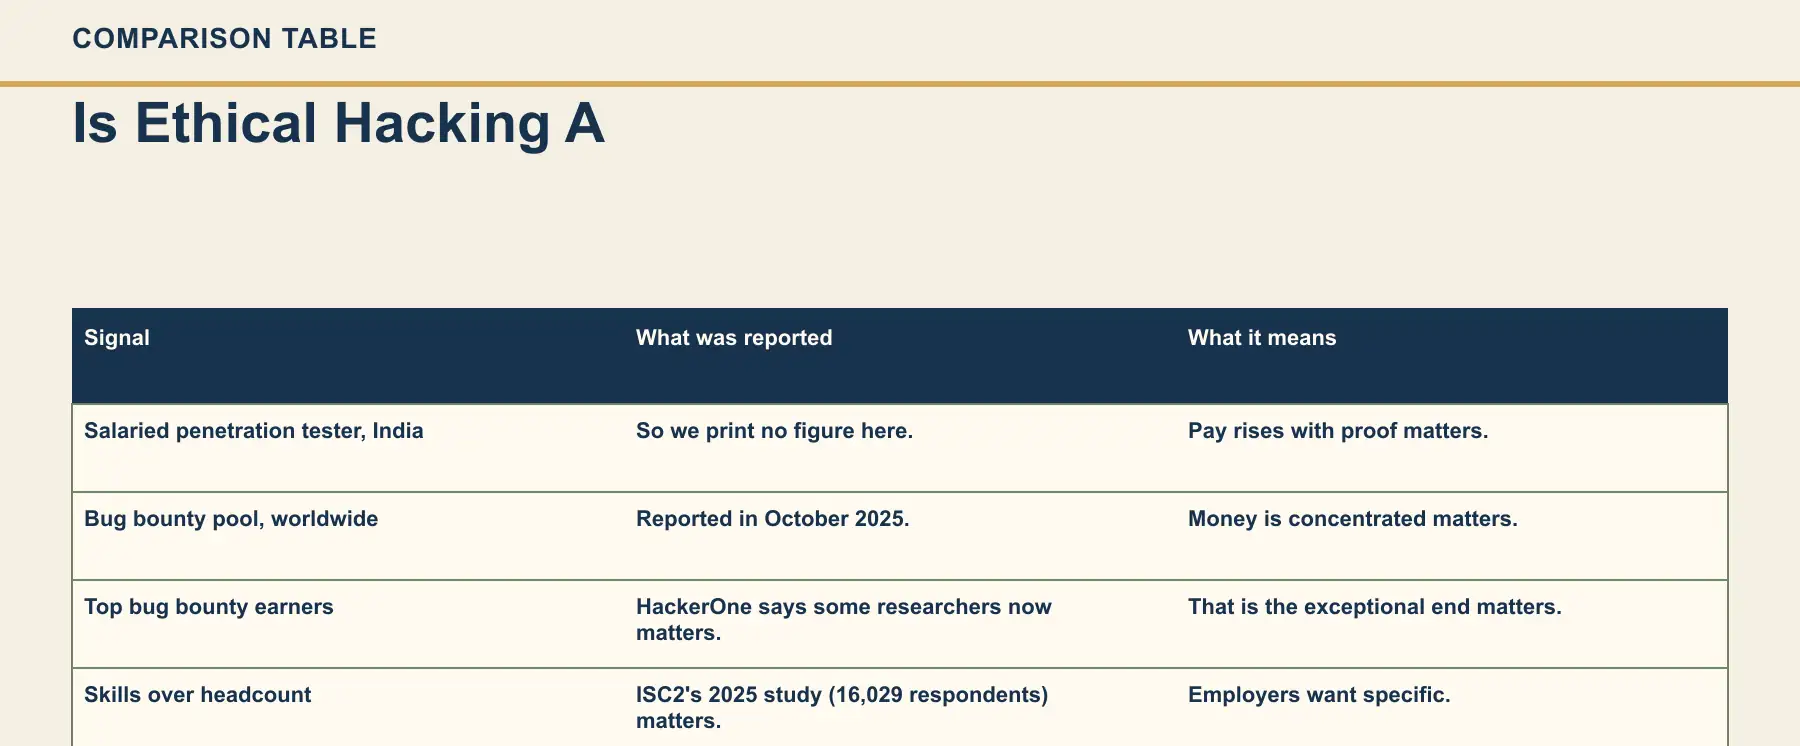 COMPARISON TABLE
Is Ethical Hacking A
Signal
What was reported
What it means
Salaried penetration tester, India
So we print no figure here.
Pay rises with proof matters.
Bug bounty pool, worldwide
Reported in October 2025.
Money is concentrated matters.
Top bug bounty earners
HackerOne says some researchers now
matters.
That is the exceptional end matters.
Skills over headcount
ISC2's 2025 study (16,029 respondents)
matters.
Employers want specific.